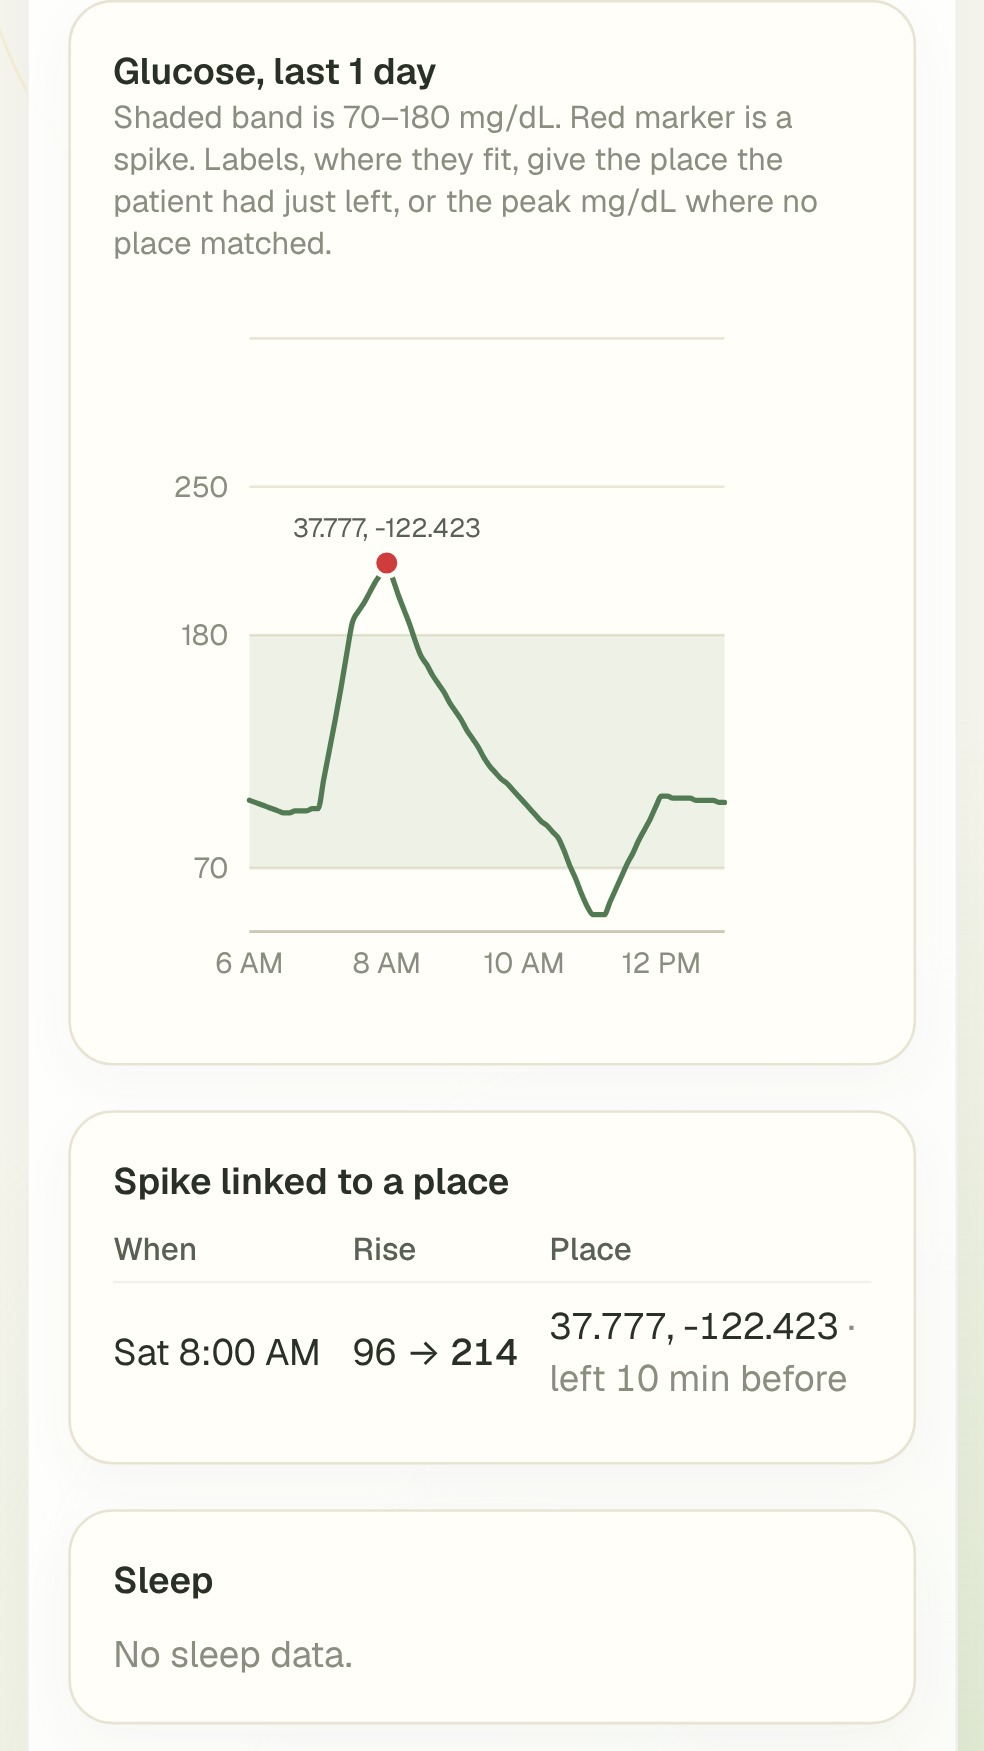 Glucose, last 1 day
Shaded band is 70–180 mg/dL. Red marker is a
spike. Labels, where they fit, give the place the
patient had just left, or the peak mg/dL where no
place matched.
250
37.777, -122.423
180
70
6 AM 8 AM 10 AM 12 PM
Spike linked to a place
When Rise Place
Sat 8:00 AM 96 → 214 37.777, -122.423 ·
left 10 min before
Sleep
No sleep data.